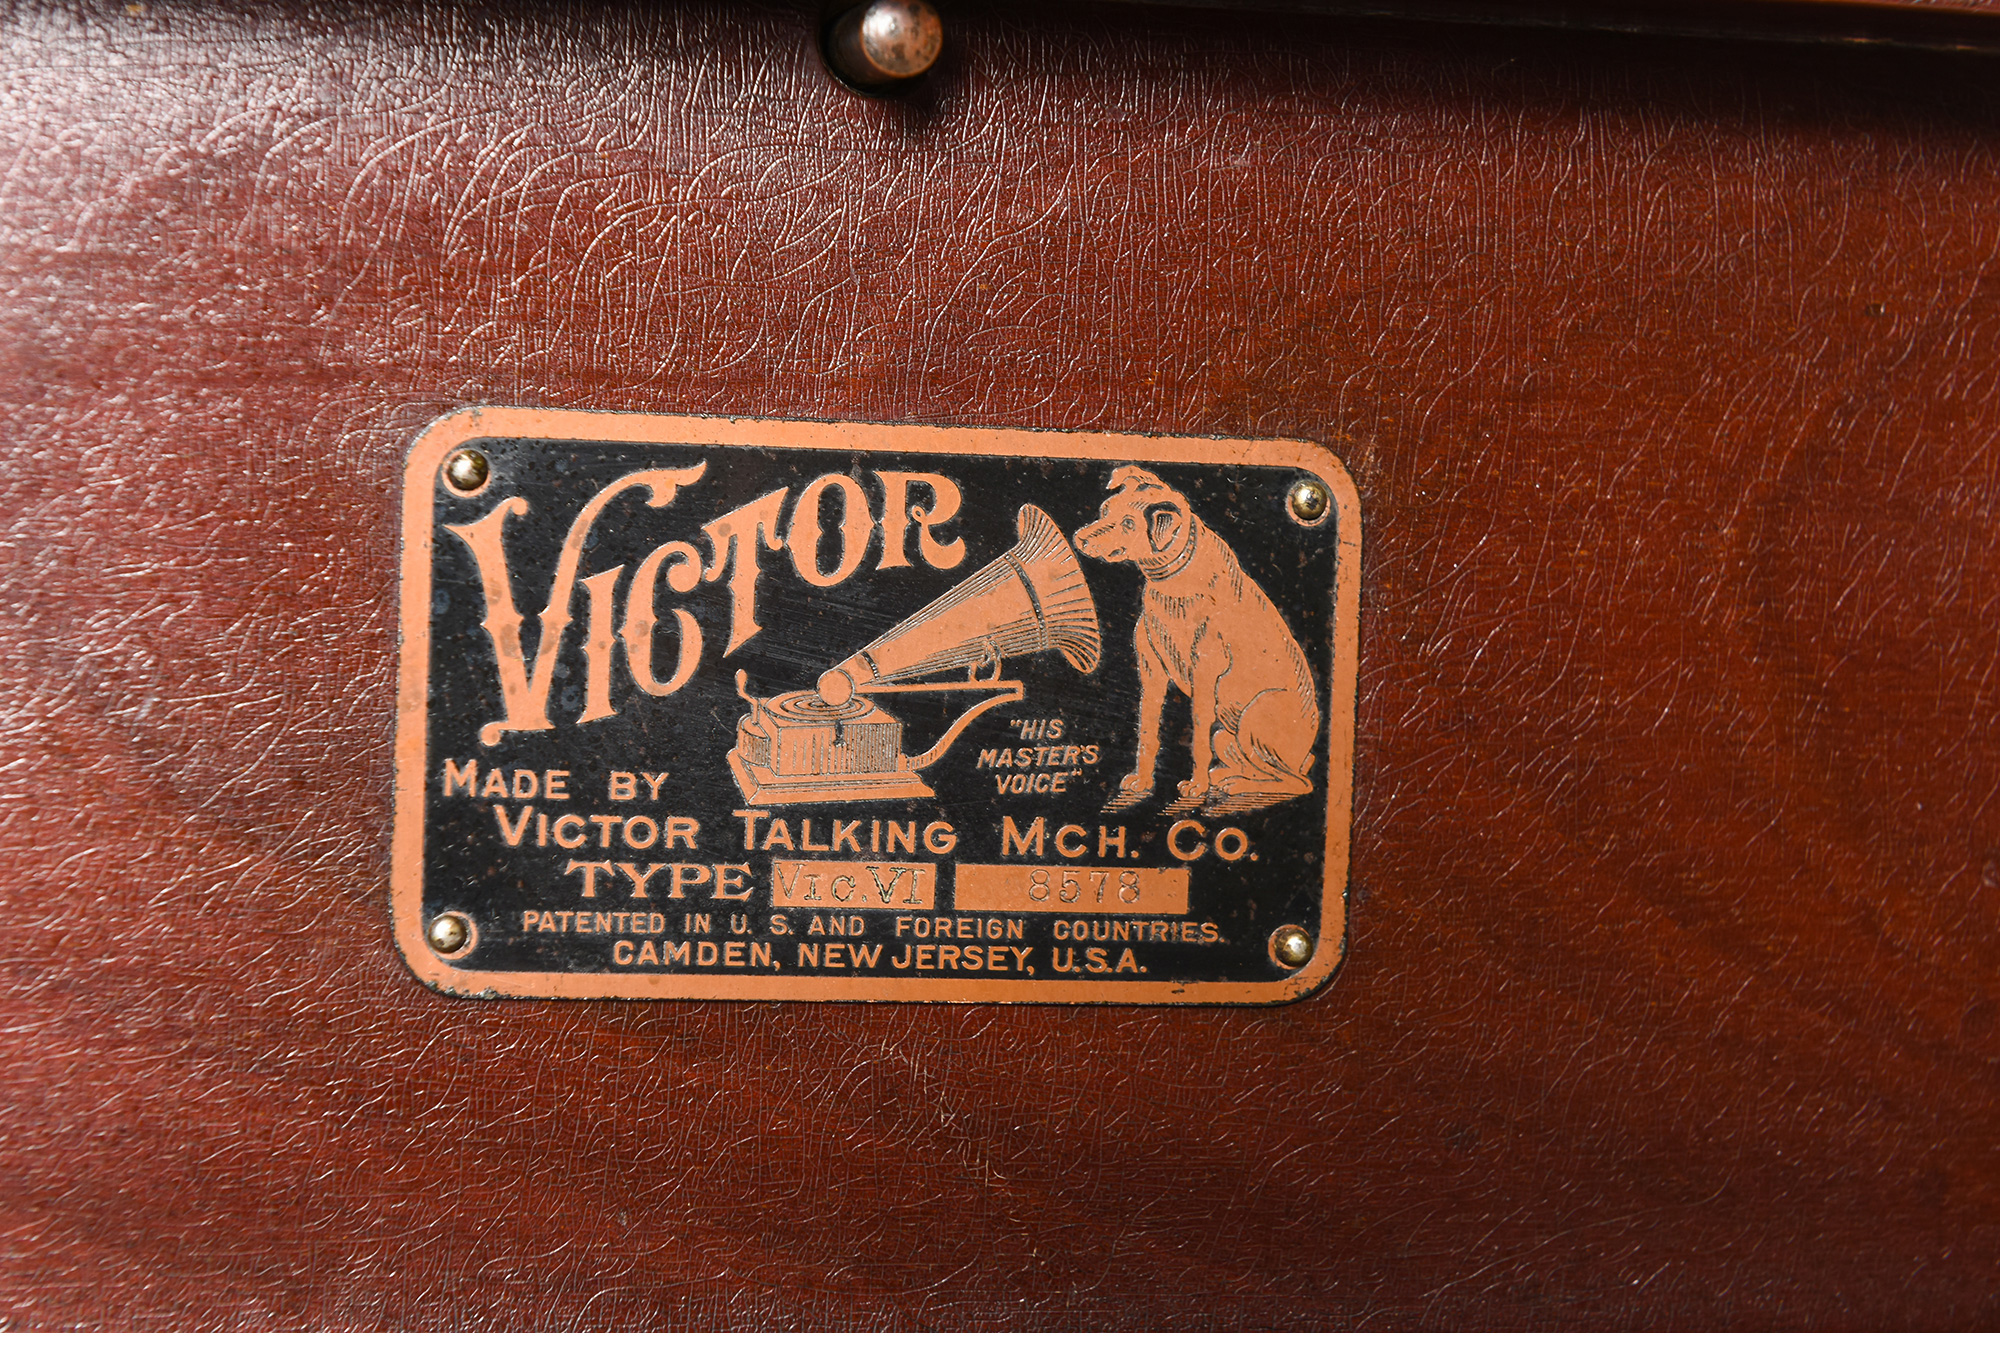 VICTOR
"HIS
MASTER'S
VOICE"
MADE BY
VICTOR TALKING MCH. CO.
TYPE VIC.VI 8578
PATENTED IN U. S. AND FOREIGN COUNTRIES.
CAMDEN, NEW JERSEY, U.S.A.